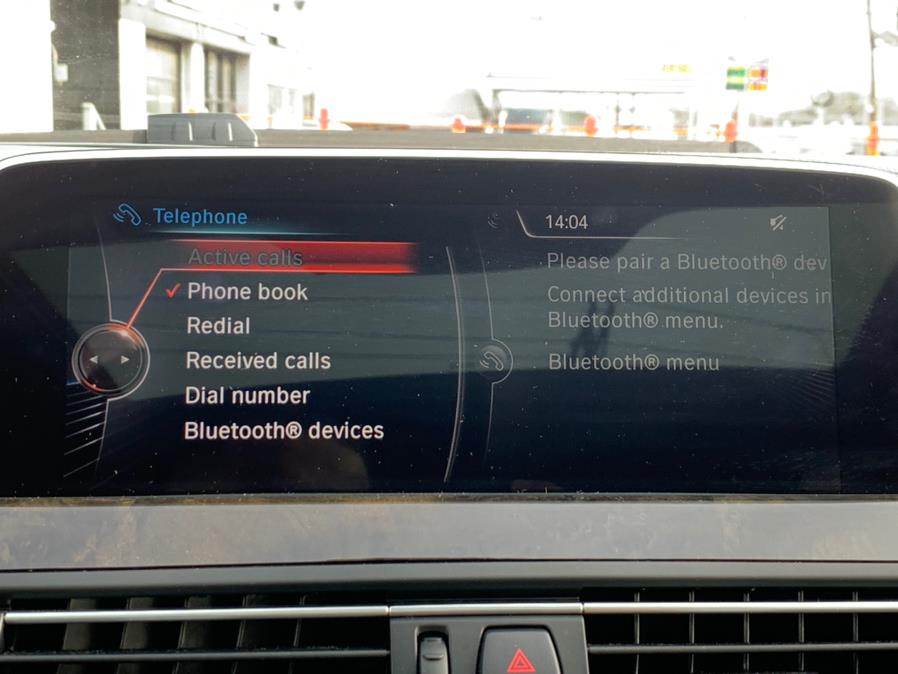 Telephone
Active calls
Phone book
Redial
Received calls
Dial number
Bluetooth® devices
14:04
Please pair a Bluetooth® dev
Connect additional devices in
Bluetooth® menu.
Bluetooth® menu